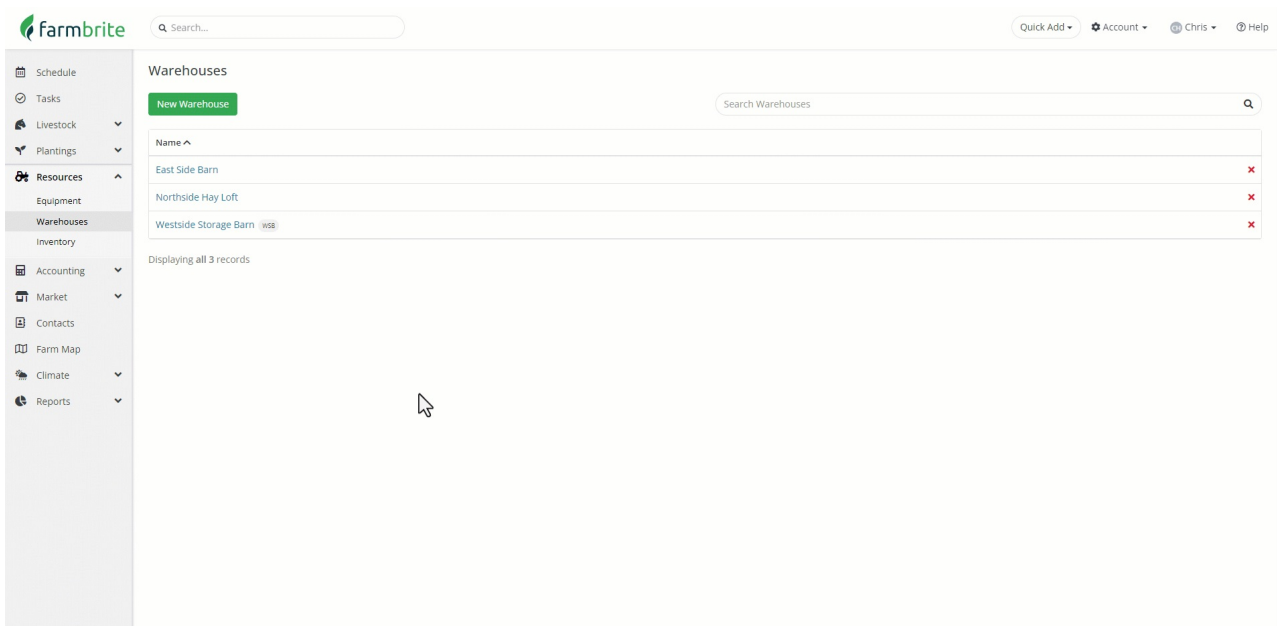 farmbrite
Search...
Quick Add
Account
CH Chris
Help
Schedule
Tasks
Livestock
Plantings
Resources
Equipment
Warehouses
Inventory
Accounting
Market
Contacts
Farm Map
Climate
Reports
Warehouses
New Warehouse
Search Warehouses
Name
East Side Barn
Northside Hay Loft
Westside Storage Barn WSB
Displaying all 3 records